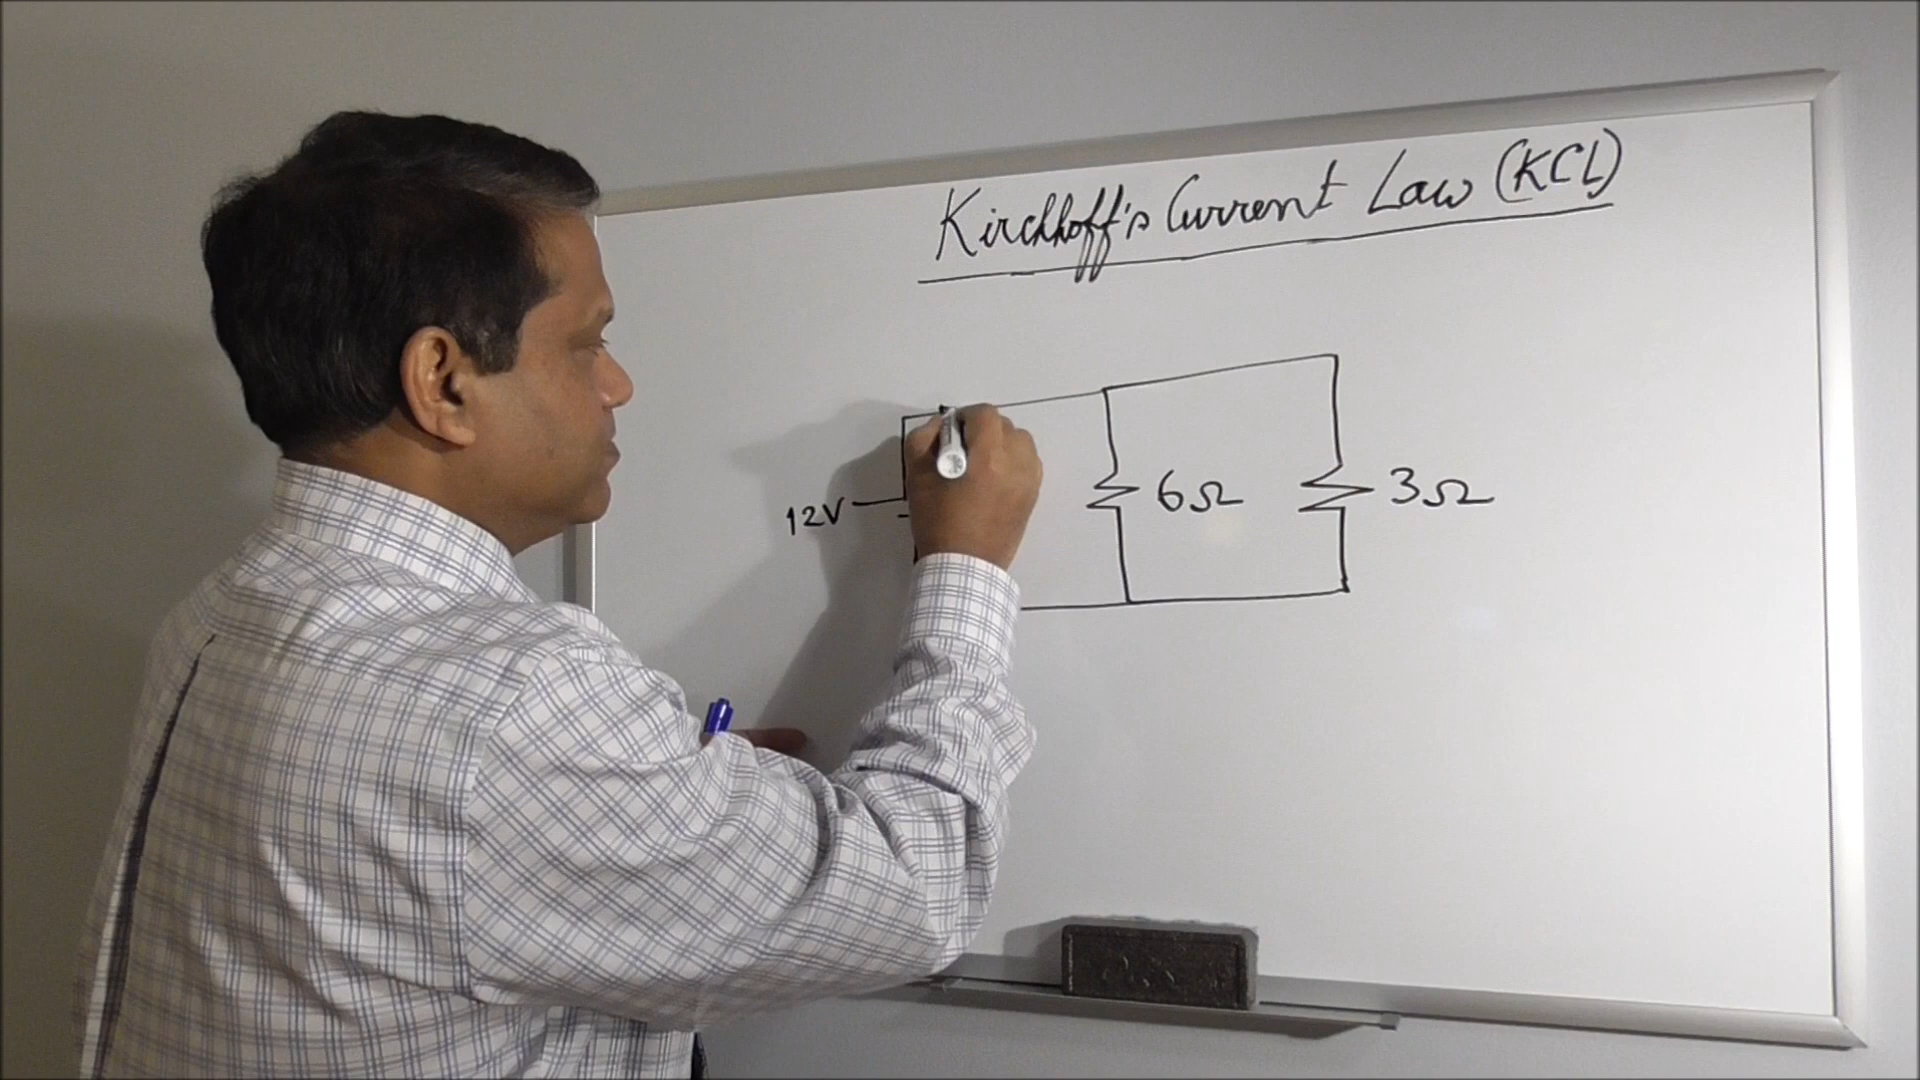 Kirchhoff's Current Law (KCL)
12V
6Ω
3Ω